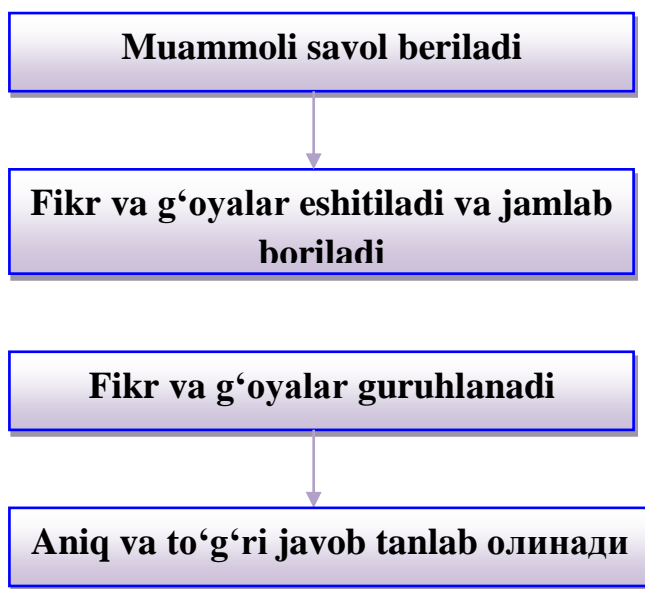 Muammoli savol beriladi
Fikr va g‘oyalar eshitiladi va jamlab
boriladi
Fikr va g‘oyalar guruhlanadi
Aniq va to‘g‘ri javob tanlab олинади